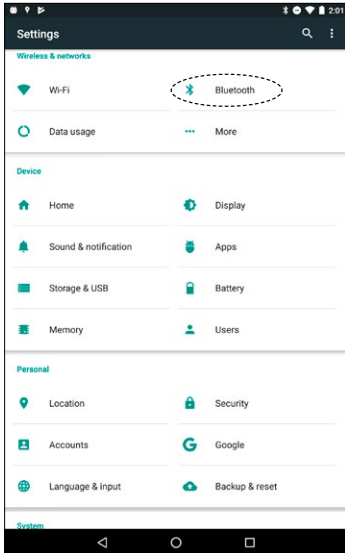 2:01
Settings
Wireless & networks
Wi-Fi Bluetooth
Data usage More
Device
Home Display
Sound & notification Apps
Storage & USB Battery
Memory Users
Personal
Location Security
Accounts Google
Language & input Backup & reset
System